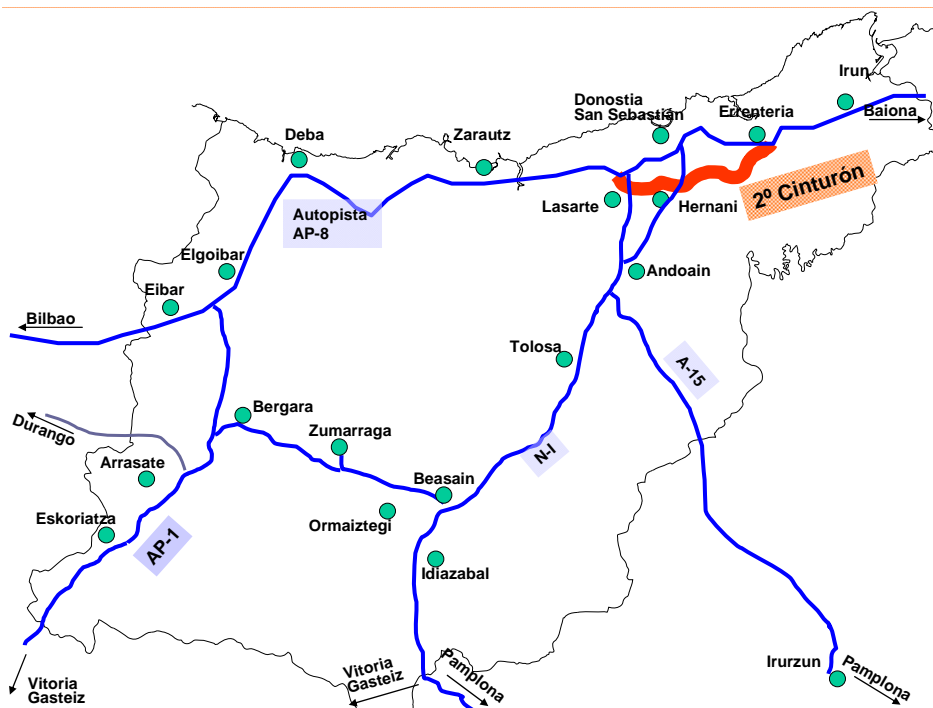 Irun
Donostia
San Sebastián
Errenteria
Baiona
Deba
Zarautz
2º Cinturón
Lasarte
Hernani
Autopista
AP-8
Elgoibar
Andoain
Eibar
Bilbao
Tolosa
A-15
Bergara
Durango
Zumarraga
N-I
Arrasate
Beasain
Ormaiztegi
Eskoriatza
AP-1
Idiazabal
Irurzun
Pamplona
Vitoria
Gasteiz
Pamplona
Vitoria
Gasteiz